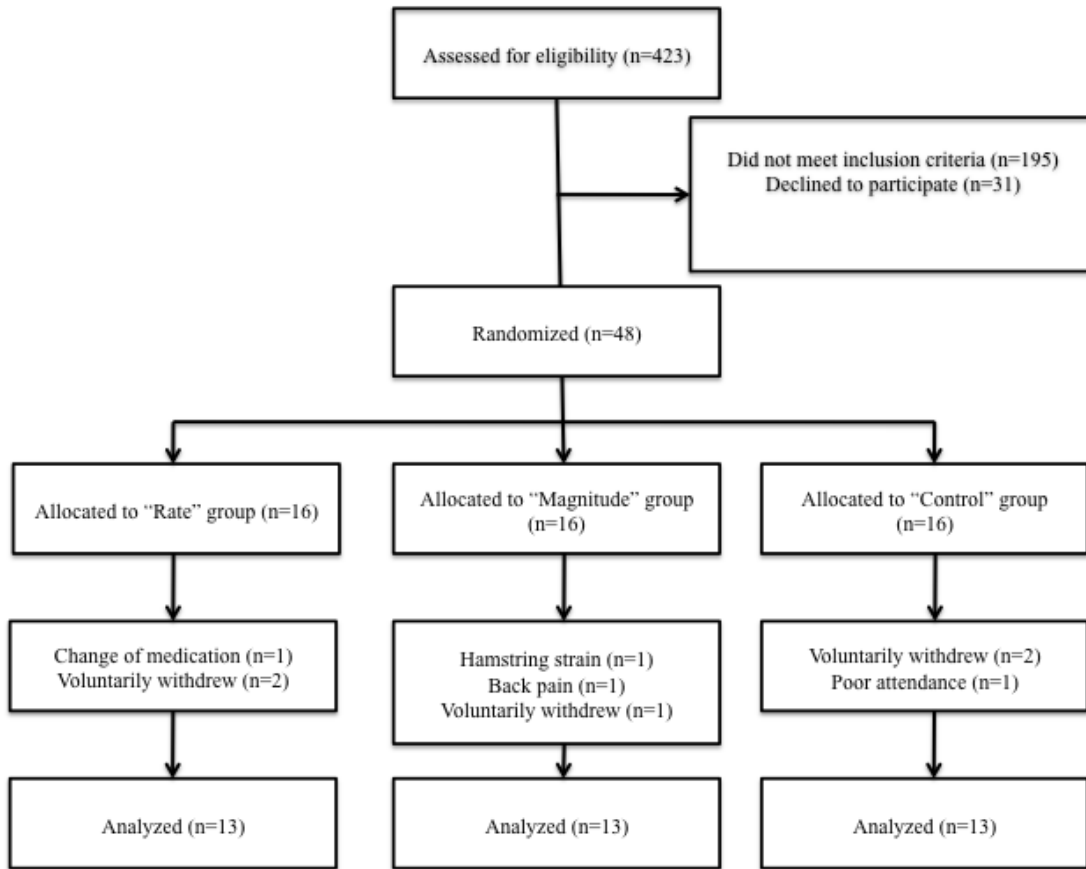 Assessed for eligibility (n=423)
Did not meet inclusion criteria (n=195)
Declined to participate (n=31)
Randomized (n=48)
Allocated to “Rate” group (n=16)
Allocated to “Magnitude” group
(n=16)
Allocated to “Control” group
(n=16)
Change of medication (n=1)
Voluntarily withdrew (n=2)
Hamstring strain (n=1)
Back pain (n=1)
Voluntarily withdrew (n=1)
Voluntarily withdrew (n=2)
Poor attendance (n=1)
Analyzed (n=13)
Analyzed (n=13)
Analyzed (n=13)